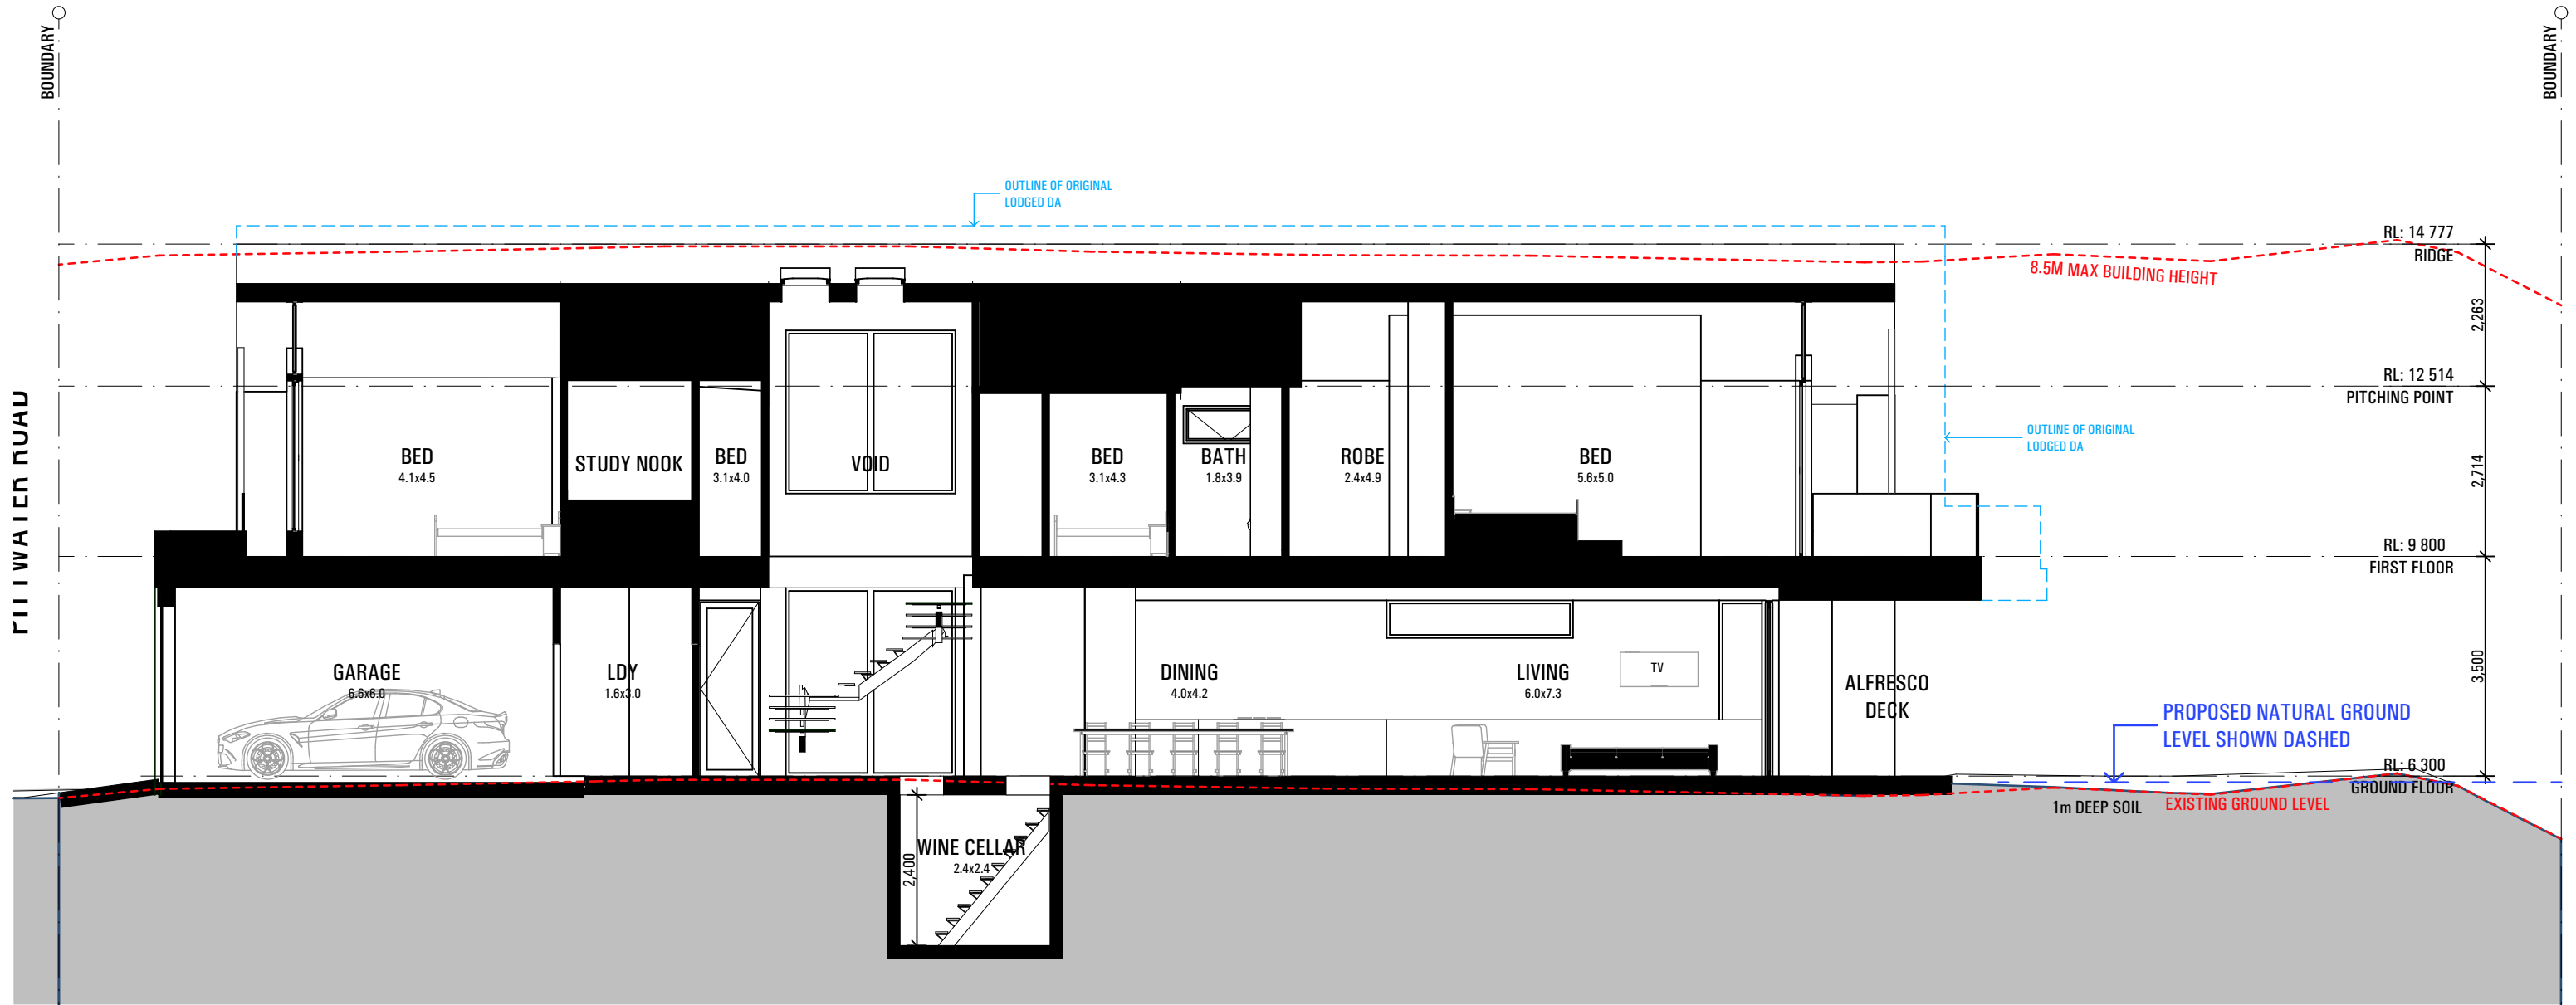 BOUNDARY
BOUNDARY
OUTLINE OF ORIGINAL
LODGED DA
RL: 14 777
RIDGE
8.5M MAX BUILDING HEIGHT
2,263
RL: 12 514
PITCHING POINT
PITTWATER ROAD
OUTLINE OF ORIGINAL
LODGED DA
BED
4.1x4.5
STUDY NOOK
BED
3.1x4.0
VOID
BED
3.1x4.3
BATH
1.8x3.9
ROBE
2.4x4.9
BED
5.6x5.0
2,714
RL: 9 800
FIRST FLOOR
GARAGE
6.6x6.0
LDY
1.6x3.0
DINING
4.0x4.2
LIVING
6.0x7.3
TV
ALFRESCO
DECK
3,500
PROPOSED NATURAL GROUND
LEVEL SHOWN DASHED
RL: 6 300
GROUND FLOOR
1m DEEP SOIL
EXISTING GROUND LEVEL
WINE CELLAR
2.4x2.4
2,400